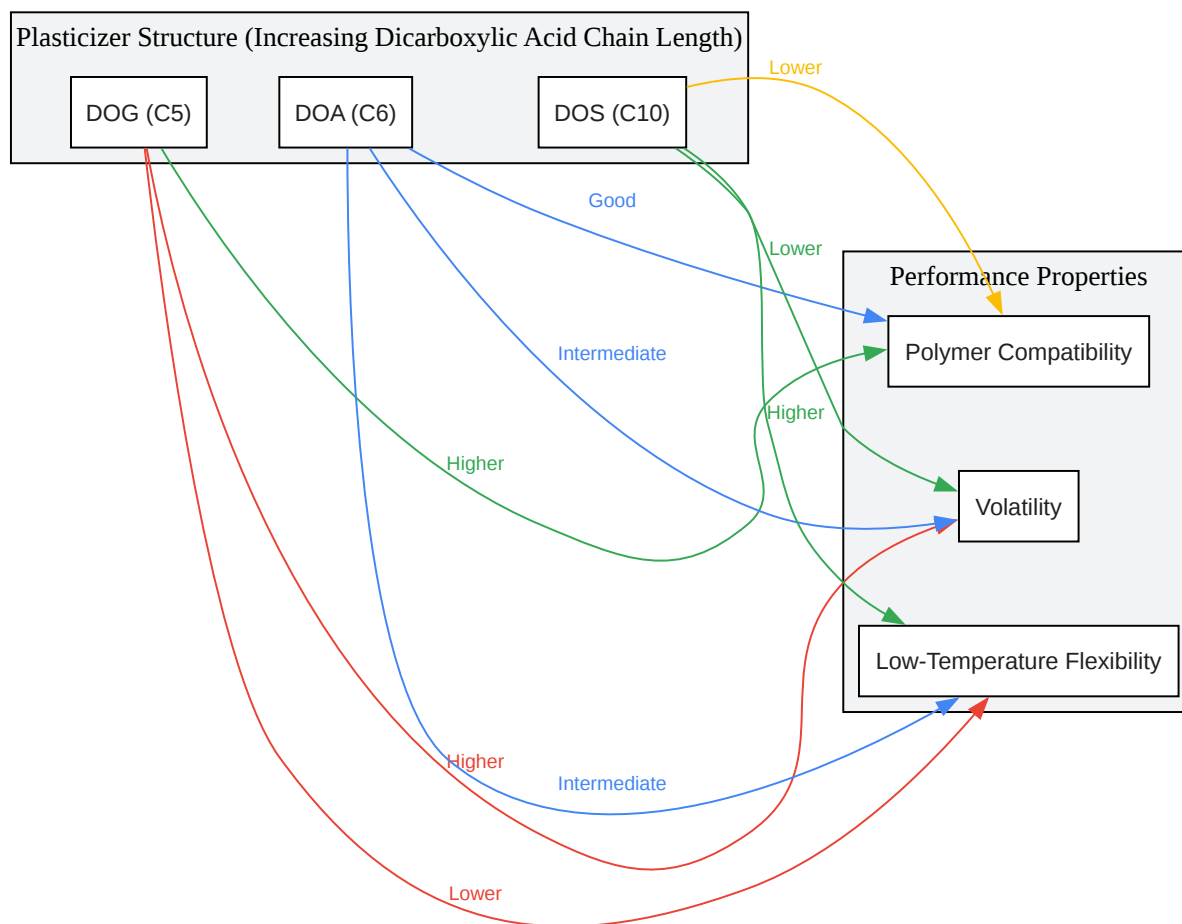 Plasticizer Structure (Increasing Dicarboxylic Acid Chain Length)
DOG (C5)
DOA (C6)
DOS (C10)
Lower
Good
Lower
Performance Properties
Polymer Compatibility
Intermediate
Higher
Higher
Volatility
Low-Temperature Flexibility
Higher
Intermediate
Lower